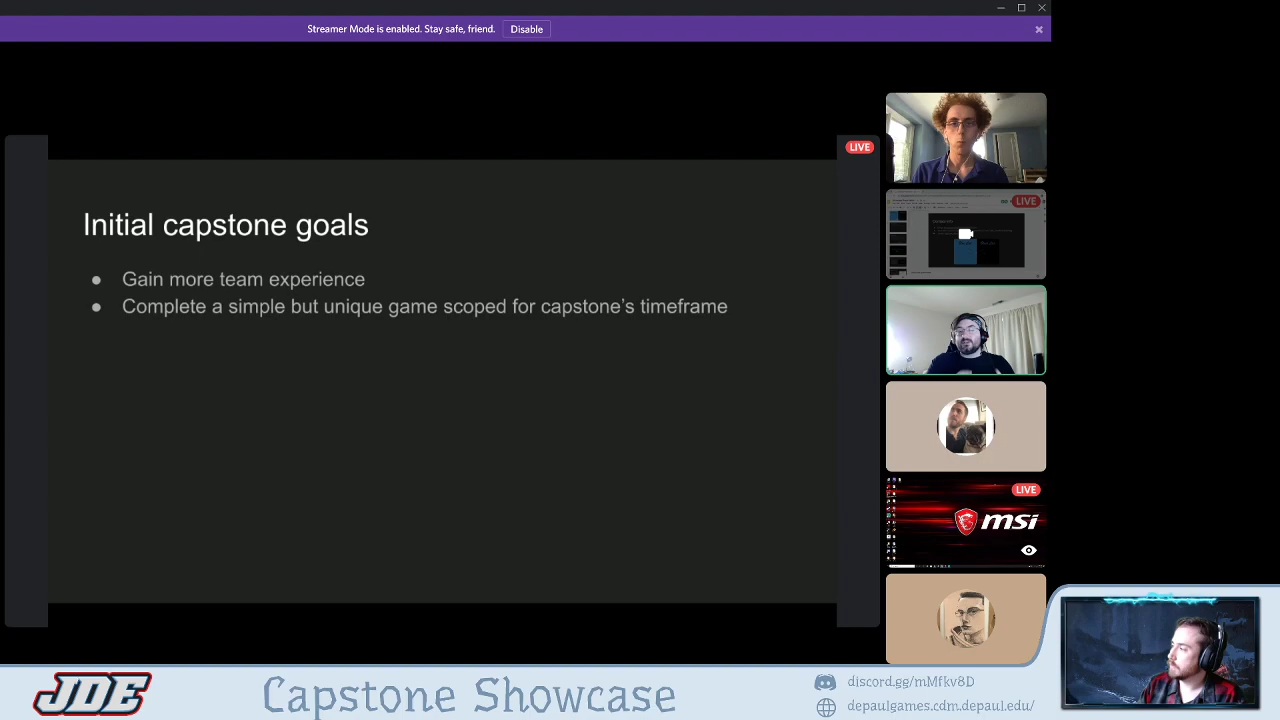 Streamer Mode is enabled. Stay safe, friend. Disable
LIVE
Initial capstone goals
● Gain more team experience
● Complete a simple but unique game scoped for capstone's timeframe
LIVE
LIVE
msi
JDE
Capstone Showcase
discord.gg/mMfkv8D
depaulgames.cdm.depaul.edu/